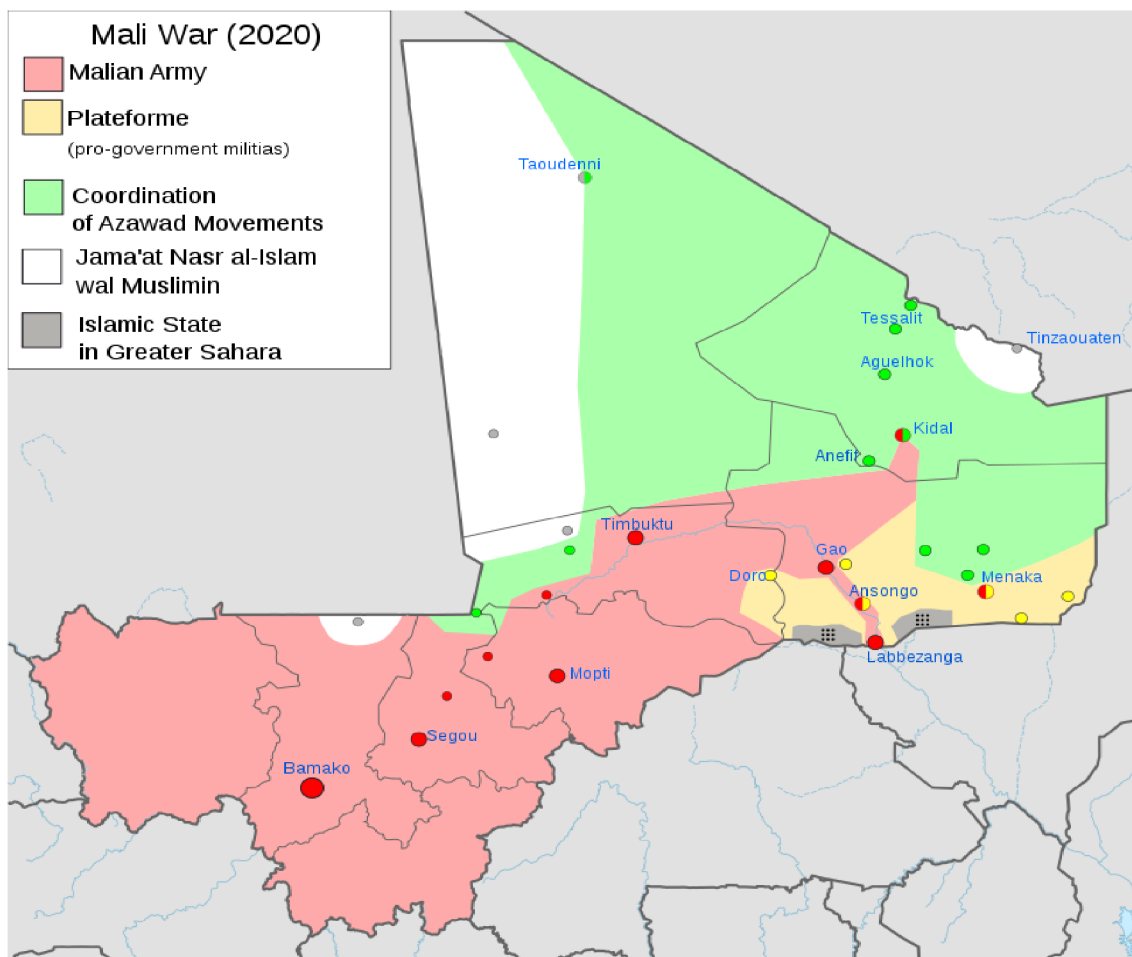 Mali War (2020)
Malian Army
Plateforme
(pro-government militias)
Coordination
of Azawad Movements
Jama'at Nasr al-Islam
wal Muslimin
Islamic State
in Greater Sahara
Taoudenni
Tessalit
Tinzaouaten
Aguelhok
Kidal
Anefif
Timbuktu
Gao
Doro
Menaka
Ansongo
Labbezanga
Mopti
Segou
Bamako